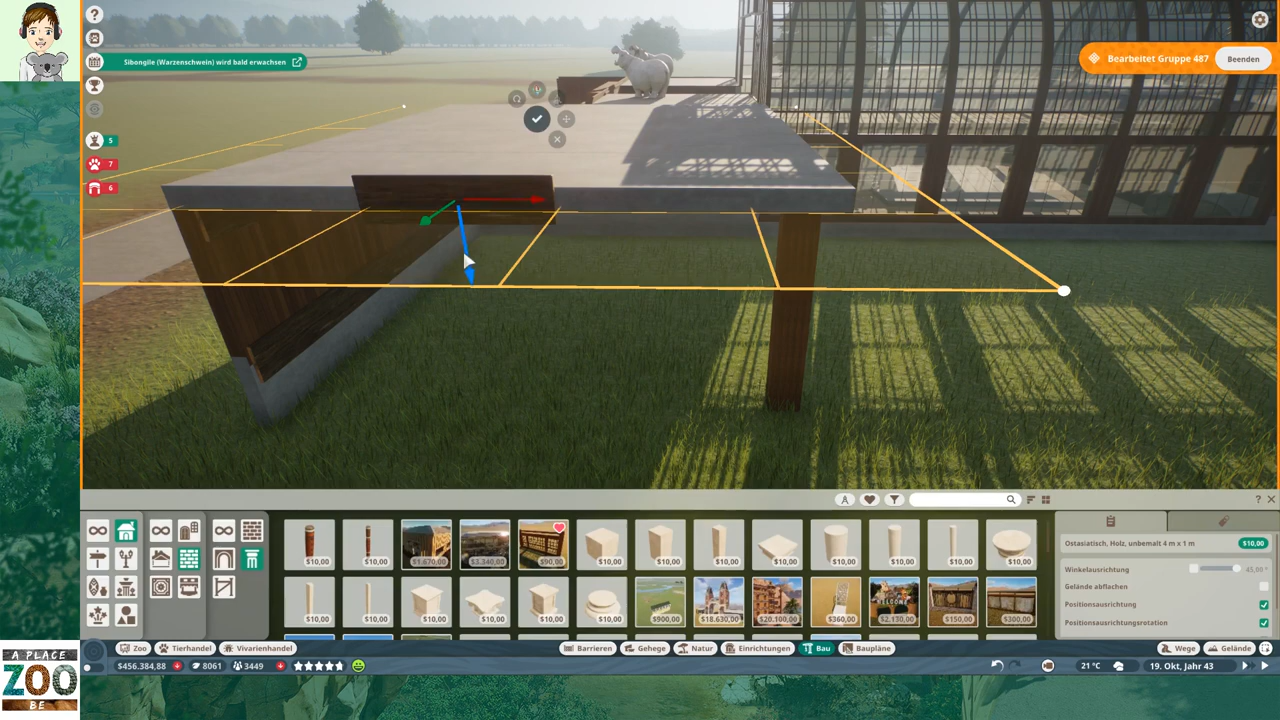 Sibongile (Warzenschwein) wird bald erwachsen
Bearbeitet Gruppe 487
Beenden
5
7
6
$10,00
$10,00
$1.670,00
$3.340,00
$90,00
$10,00
$10,00
$10,00
$10,00
$10,00
$10,00
$10,00
$10,00
$10,00
$10,00
$10,00
$10,00
$10,00
$10,00
$900,00
$18.630,00
$20.100,00
$360,00
$2.130,00
$150,00
$300,00
WELCOME
Ostasiatisch, Holz, unbemalt 4 m x 1 m
$10,00
Winkelausrichtung
45,00 °
Gelände abflachen
Positionsausrichtung
Positionsausrichtungsrotation
Zoo
Tierhandel
Vivarienhandel
Barrieren
Gehege
Natur
Einrichtungen
Bau
Baupläne
Wege
Gelände
$456.384,88
8061
3449
21 °C
19. Okt, Jahr 43
A PLACE
ZOO
BE